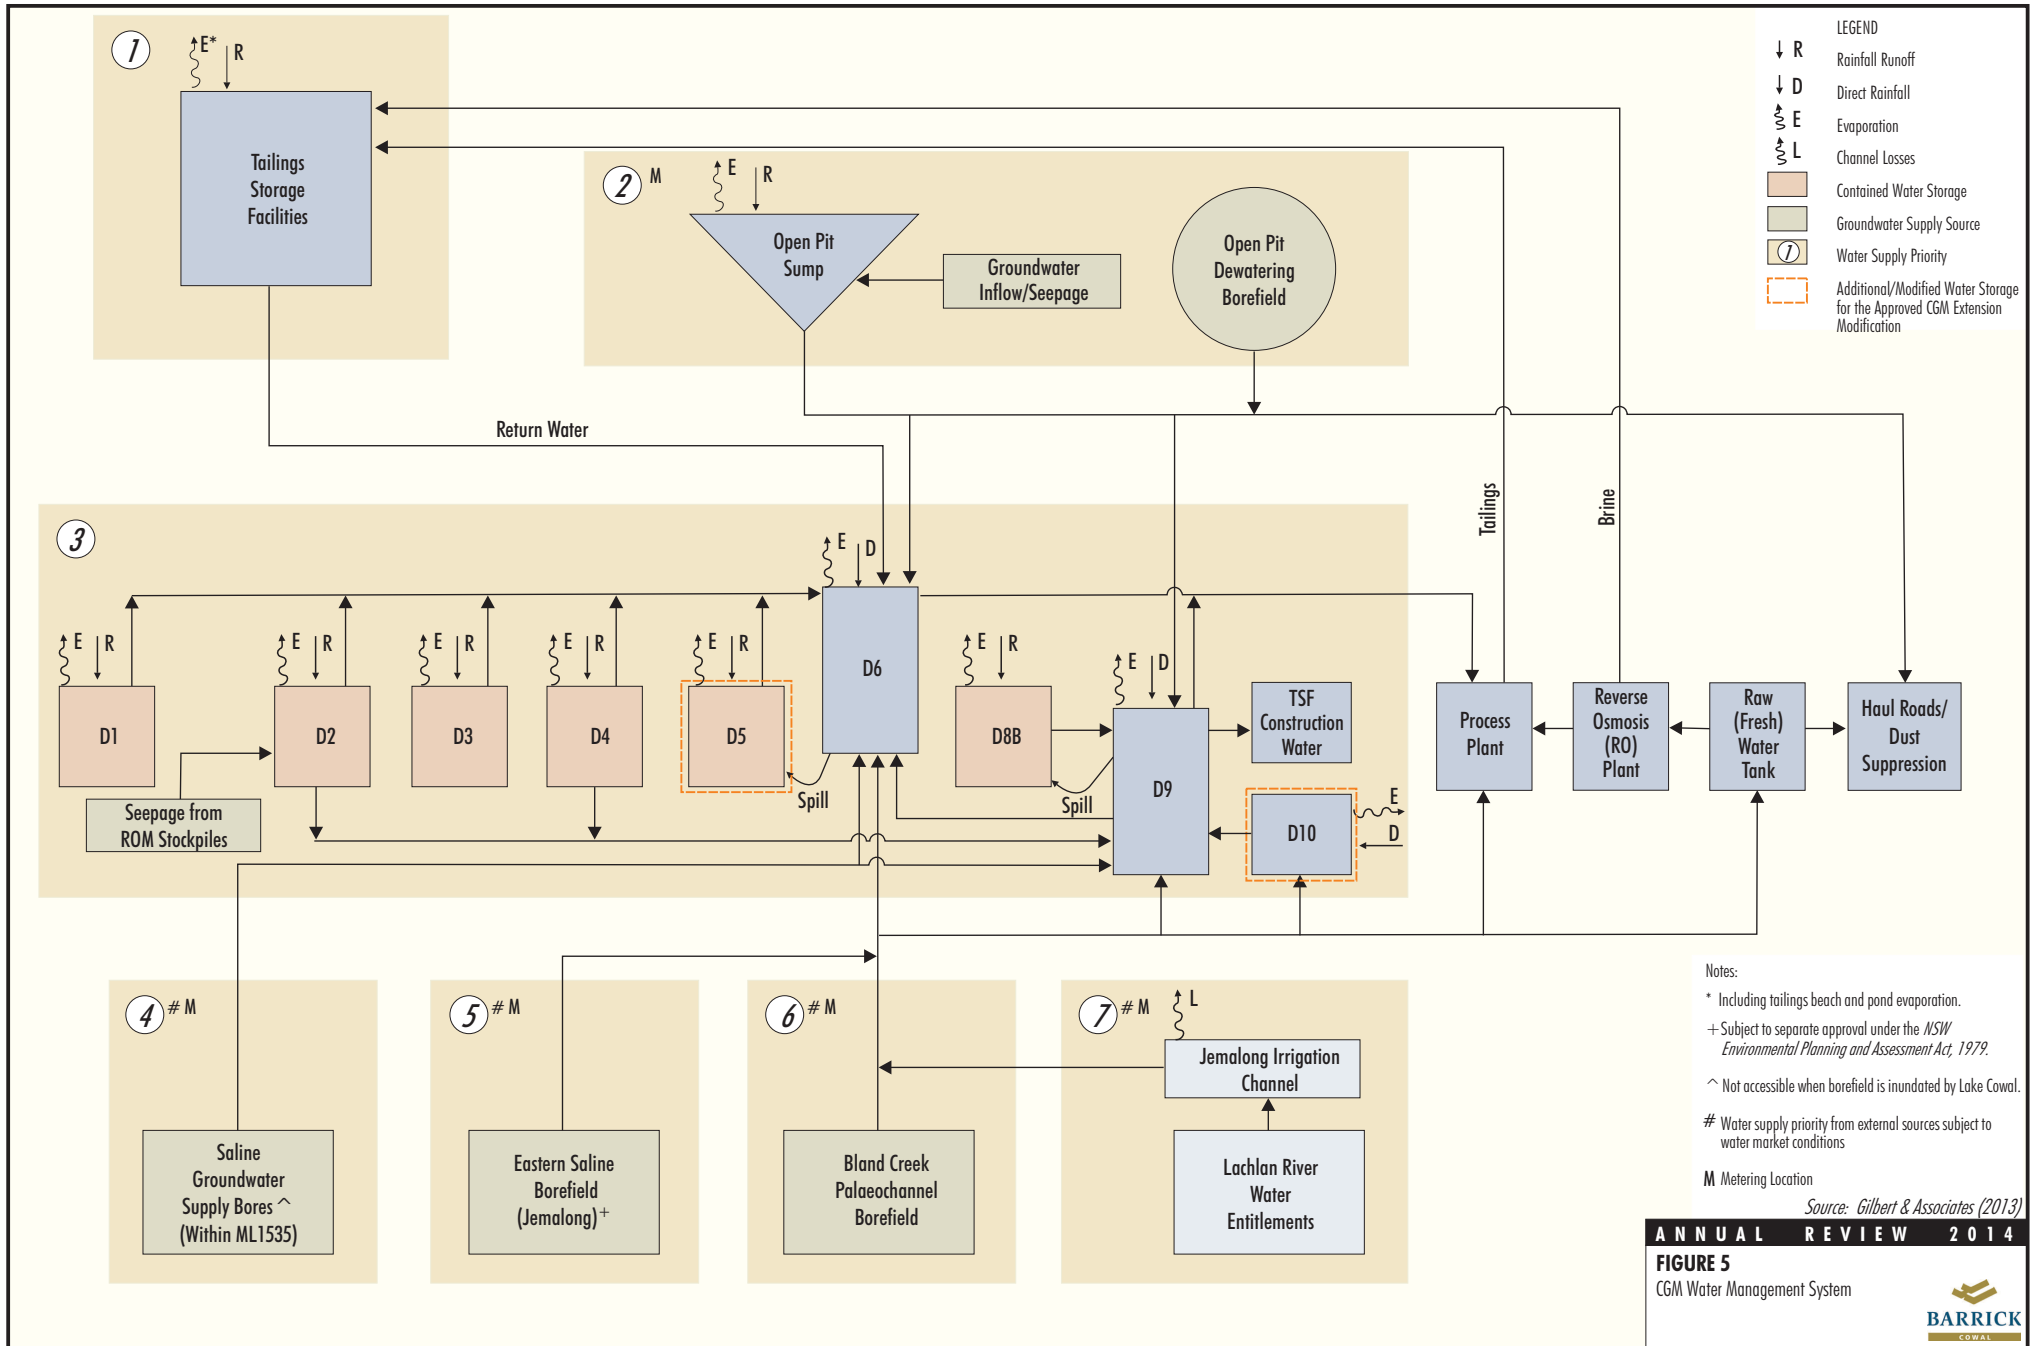 1
E*
R
Tailings
Storage
Facilities
2 M
E
R
Open Pit
Sump
Groundwater
Inflow/Seepage
Open Pit
Dewatering
Borefield
LEGEND
R Rainfall Runoff
D Direct Rainfall
E Evaporation
L Channel Losses
Contained Water Storage
Groundwater Supply Source
1 Water Supply Priority
Additional/Modified Water Storage
for the Approved CGM Extension
Modification
Return Water
Tailings
Brine
3
E
D
D6
E R
D1
E R
D2
E R
D3
E R
D4
E R
D5
Spill
E R
D8B
Spill
E D
D9
TSF
Construction
Water
D10
E
D
Seepage from
ROM Stockpiles
Process
Plant
Reverse
Osmosis
(RO)
Plant
Raw
(Fresh)
Water
Tank
Haul Roads/
Dust
Suppression
4 # M
Saline
Groundwater
Supply Bores ^
(Within ML1535)
5 # M
Eastern Saline
Borefield
(Jemalong)+
6 # M
Bland Creek
Palaeochannel
Borefield
7 # M
L
Jemalong Irrigation
Channel
Lachlan River
Water
Entitlements
Notes:
* Including tailings beach and pond evaporation.
+ Subject to separate approval under the NSW
Environmental Planning and Assessment Act, 1979.
^ Not accessible when borefield is inundated by Lake Cowal.
# Water supply priority from external sources subject to
water market conditions
M Metering Location
Source: Gilbert & Associates (2013)
ANNUAL REVIEW 2014
FIGURE 5
CGM Water Management System
BARRICK
COWAL